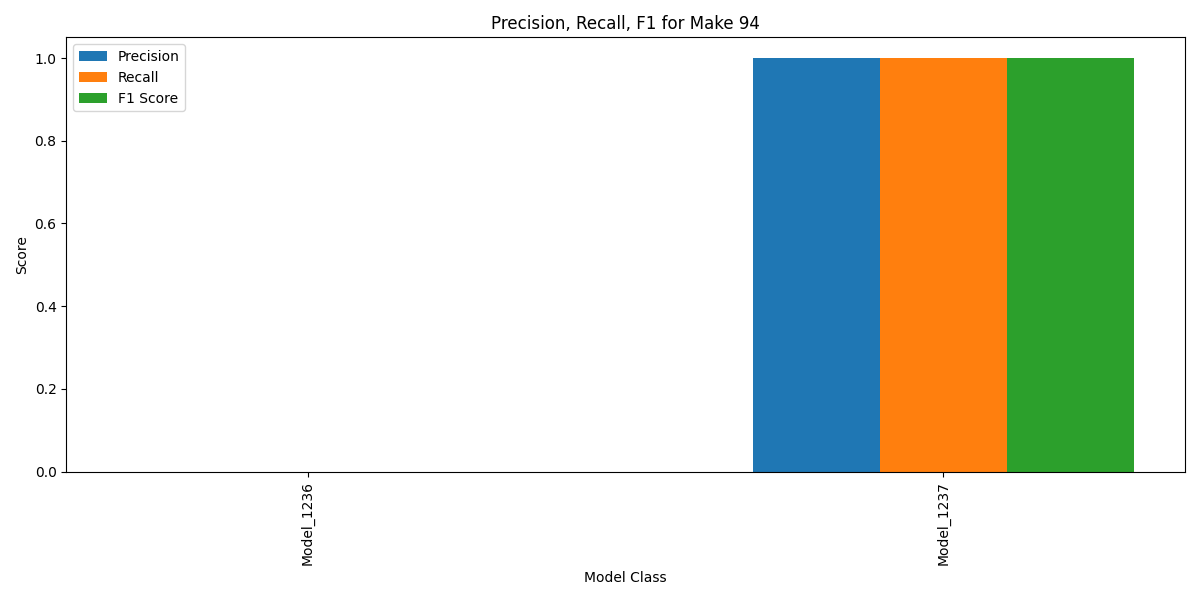 Precision, Recall, F1 for Make 94
Precision
Recall
F1 Score
1.0
0.8
0.6
0.4
0.2
0.0
Score
Model_1236
Model_1237
Model Class